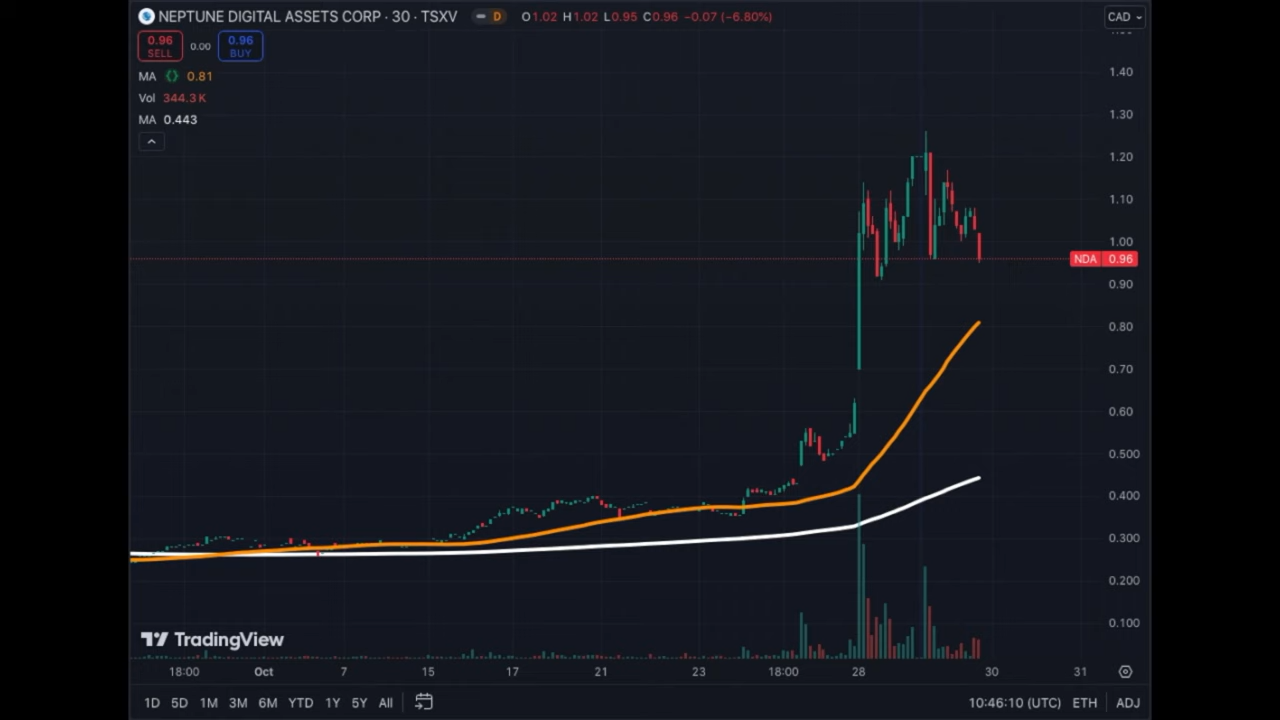 NEPTUNE DIGITAL ASSETS CORP · 30 · TSXV D O1.02 H1.02 L0.95 C0.96 −0.07 (−6.80%)
CAD
0.96 SELL 0.00 0.96 BUY
MA 0.81
Vol 344.3 K
MA 0.443
1.40
1.30
1.20
1.10
1.00
NDA 0.96
0.90
0.80
0.70
0.60
0.500
0.400
0.300
0.200
0.100
TradingView
18:00 Oct 7 15 17 21 23 18:00 28 30 31
1D 5D 1M 3M 6M YTD 1Y 5Y All 10:46:10 (UTC) ETH ADJ